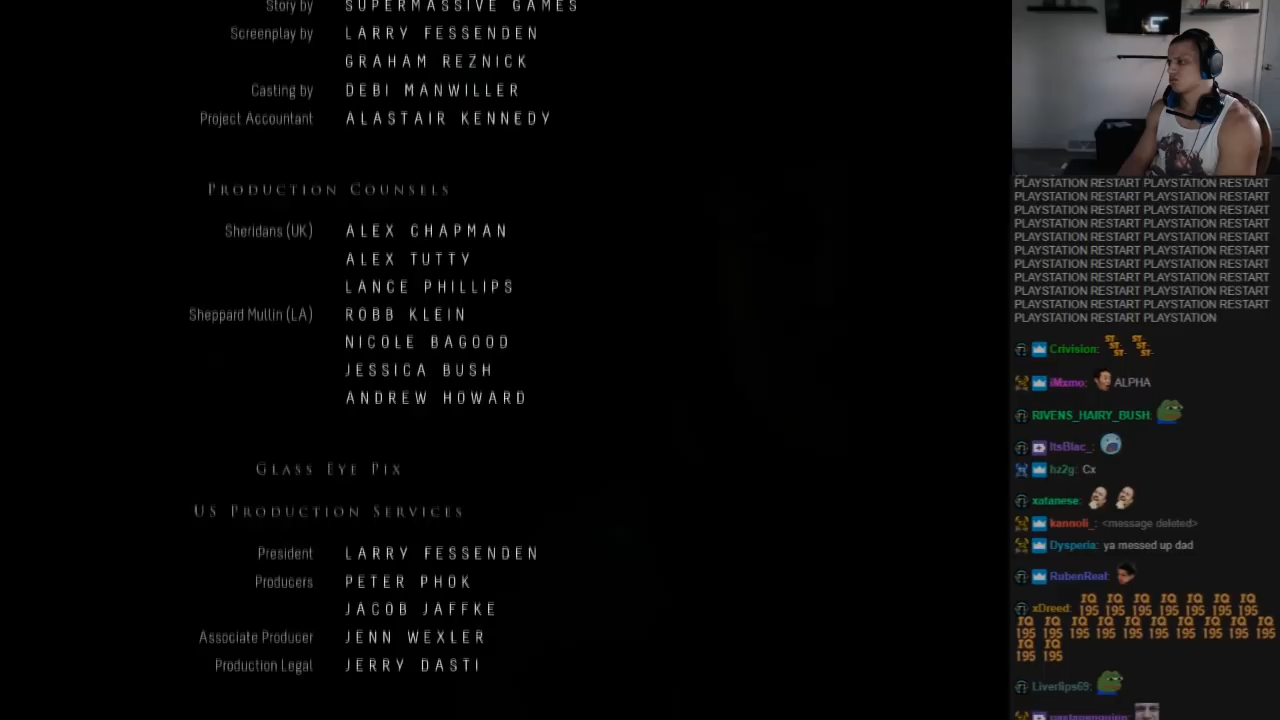 Story by SUPERMASSIVE GAMES
Screenplay by LARRY FESSENDEN
GRAHAM REZNICK
Casting by DEBI MANWILLER
Project Accountant ALASTAIR KENNEDY
PRODUCTION COUNSELS
Sheridans (UK) ALEX CHAPMAN
ALEX TUTTY
LANCE PHILLIPS
Sheppard Mullin (LA) ROBB KLEIN
NICOLE BAGOOD
JESSICA BUSH
ANDREW HOWARD
GLASS EYE PIX
US PRODUCTION SERVICES
President LARRY FESSENDEN
Producers PETER PHOK
JACOB JAFFKE
Associate Producer JENN WEXLER
Production Legal JERRY DASTI
PLAYSTATION RESTART PLAYSTATION RESTART
PLAYSTATION RESTART PLAYSTATION RESTART
PLAYSTATION RESTART PLAYSTATION RESTART
PLAYSTATION RESTART PLAYSTATION RESTART
PLAYSTATION RESTART PLAYSTATION RESTART
PLAYSTATION RESTART PLAYSTATION RESTART
PLAYSTATION RESTART PLAYSTATION RESTART
PLAYSTATION RESTART PLAYSTATION RESTART
PLAYSTATION RESTART PLAYSTATION RESTART
PLAYSTATION RESTART PLAYSTATION RESTART
PLAYSTATION RESTART PLAYSTATION
Crivision: ST ST ST- ST ST ST-
iMxmo: ALPHA
RIVENS_HAIRY_BUSH:
ItsBlac_:
hz2g: Cx
xatanese:
kannoli_: <message deleted>
Dysperia: ya messed up dad
RubenReal:
xDreed: IQ 195 IQ 195 IQ 195 IQ 195 IQ 195 IQ 195 IQ 195
IQ 195 IQ 195 IQ 195 IQ 195 IQ 195 IQ 195 IQ 195 IQ 195 IQ 195 IQ 195
IQ 195 IQ 195
Liverlips69: